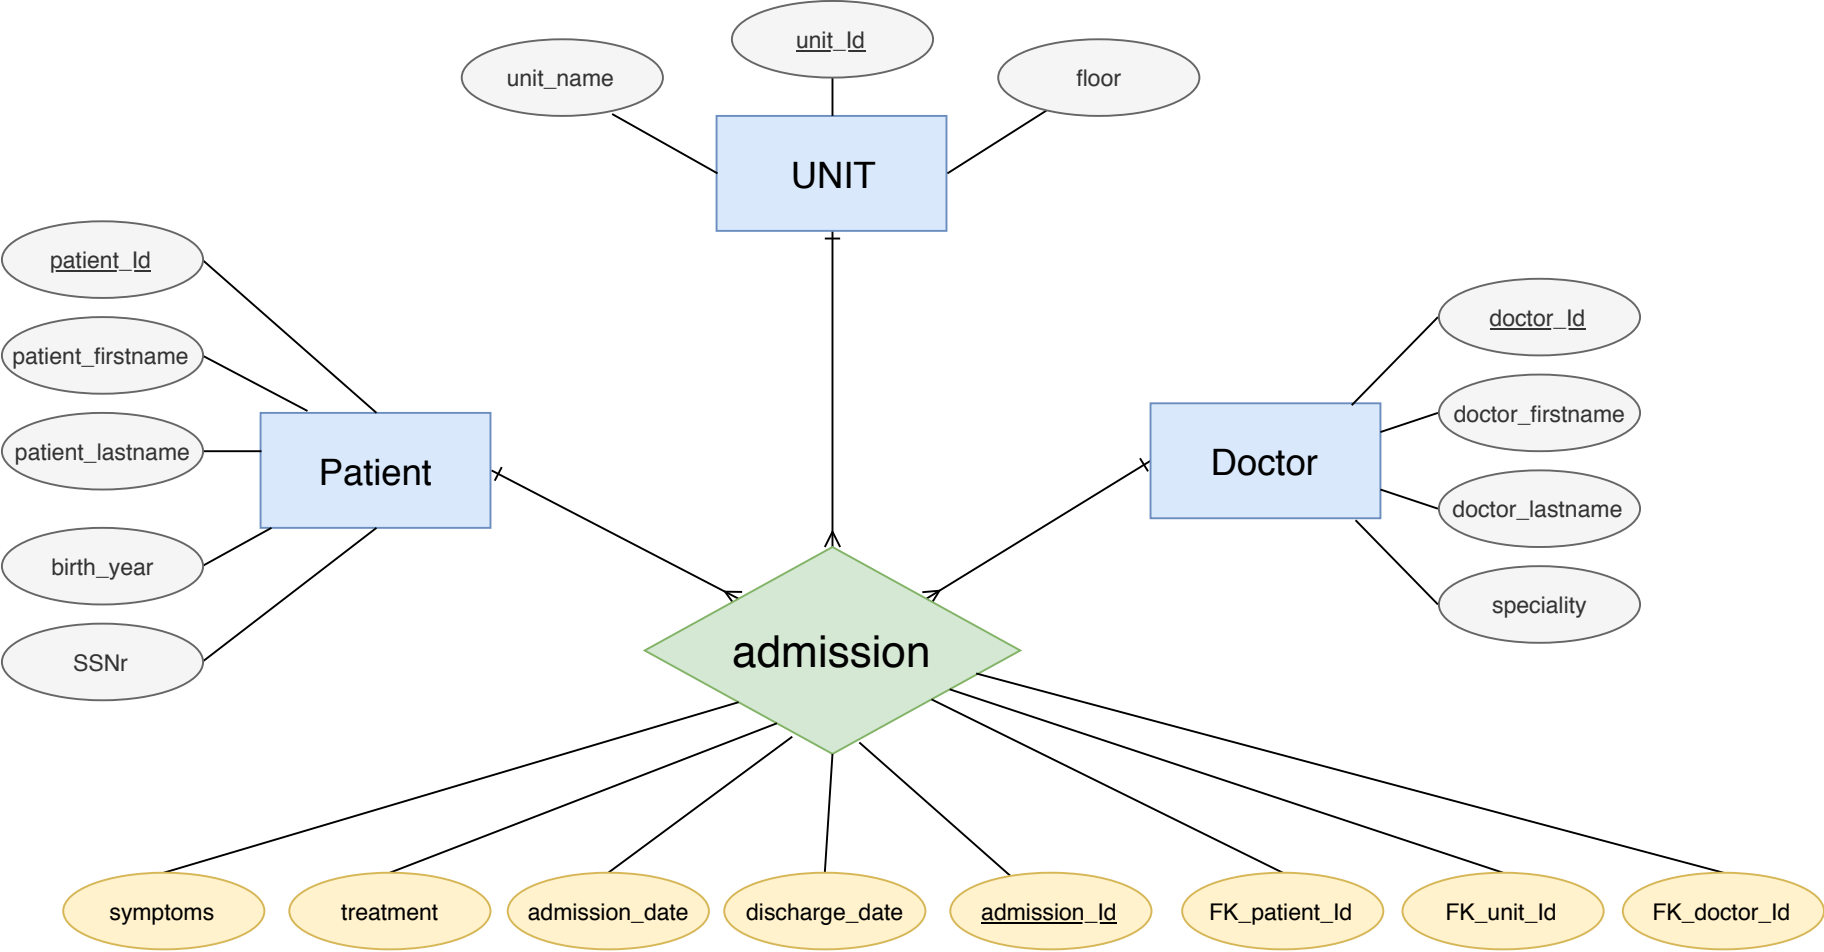 unit_Id
unit_name
floor
UNIT
patient_Id
doctor_Id
patient_firstname
doctor_firstname
patient_lastname
Patient
Doctor
doctor_lastname
birth_year
speciality
SSNr
admission
symptoms
treatment
admission_date
discharge_date
admission_Id
FK_patient_Id
FK_unit_Id
FK_doctor_Id